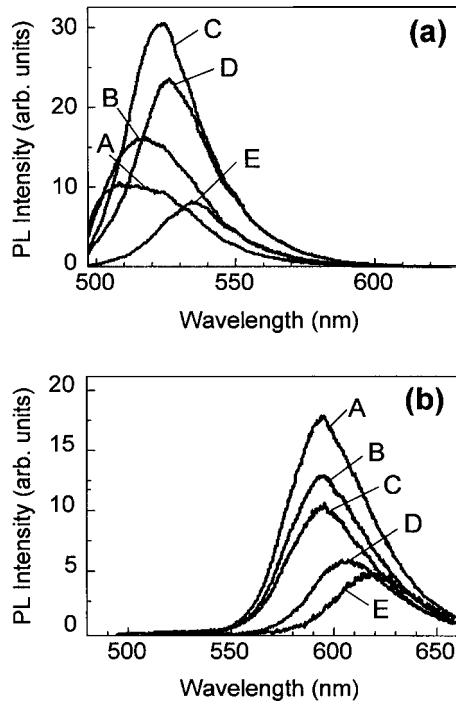 (a)
PL Intensity (arb. units)
30
20
10
0
C
D
B
A
E
500
550
600
Wavelength (nm)
(b)
PL Intensity (arb. units)
20
15
10
5
0
A
B
C
D
E
500
550
600
650
Wavelength (nm)